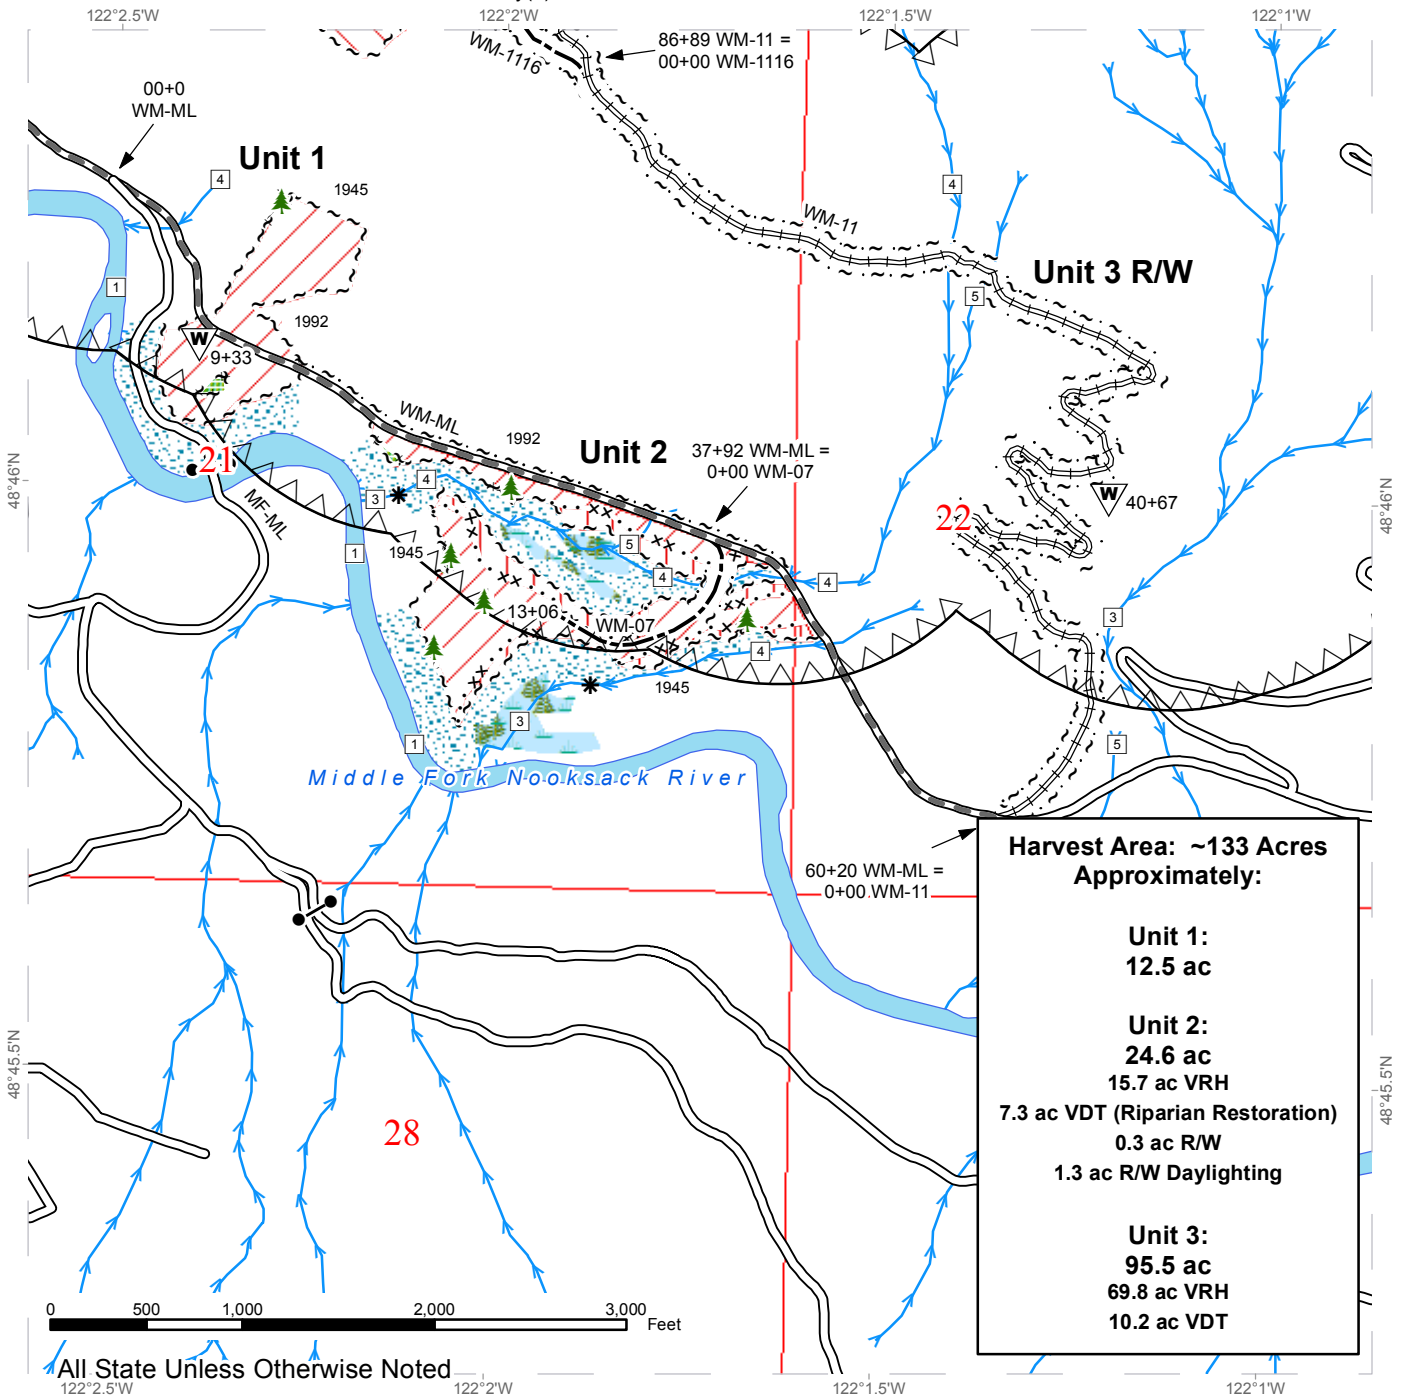 122°2.5'W
122°2'W
122°1.5'W
122°1'W
WM-1116
86+89 WM-11 =
00+00 WM-1116
00+0
WM-ML
Unit 1
4
1945
4
WM-11
Unit 3 R/W
1
5
1992
W
9+33
WM-ML
1992
Unit 2
37+92 WM-ML =
0+00 WM-07
21
48°46'N
4
3
W
40+67
22
48°46'N
MF-ML
1
1945
5
4
4
13+06
WM-07
3
4
1945
3
1
5
Middle Fork Nooksack River
60+20 WM-ML =
0+00 WM-11
Harvest Area: ~133 Acres
Approximately:
Unit 1:
12.5 ac
Unit 2:
24.6 ac
15.7 ac VRH
7.3 ac VDT (Riparian Restoration)
0.3 ac R/W
1.3 ac R/W Daylighting
Unit 3:
95.5 ac
69.8 ac VRH
10.2 ac VDT
48°45.5'N
48°45.5'N
28
0 500 1,000 2,000 3,000
Feet
All State Unless Otherwise Noted
122°2.5'W
122°2'W
122°1.5'W
122°1'W